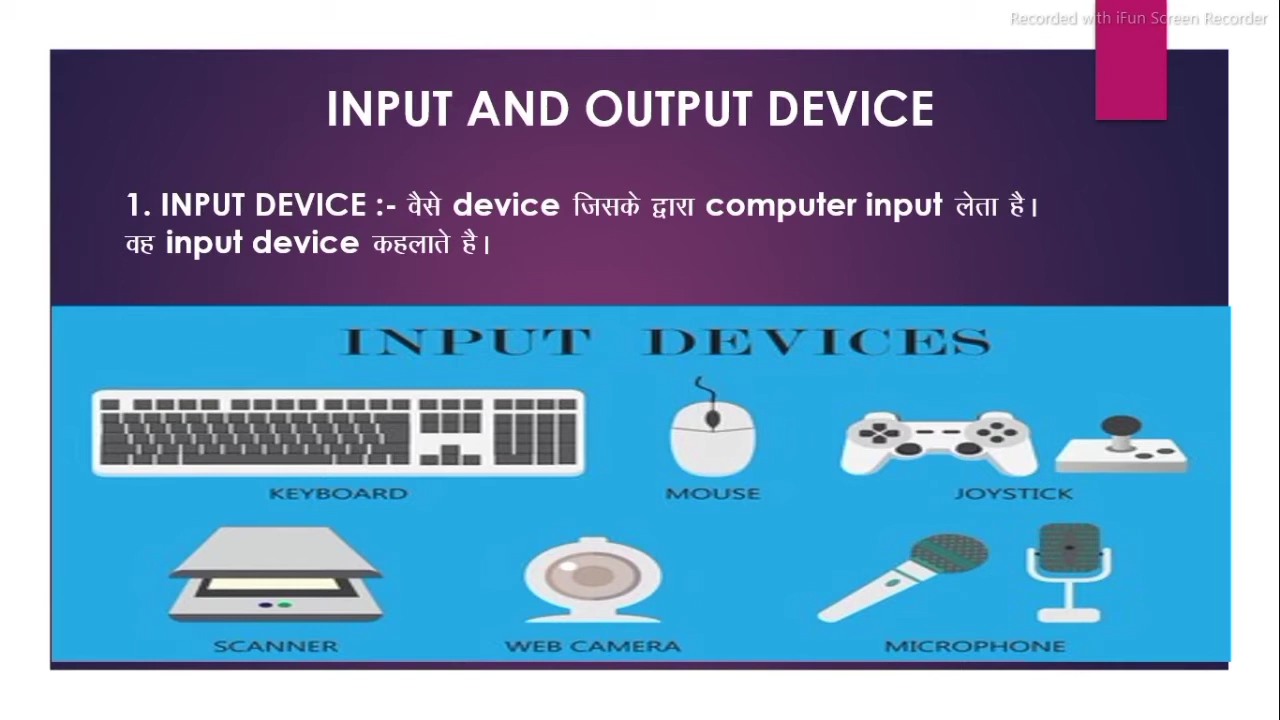 Recorded with iFun Screen Recorder
INPUT AND OUTPUT DEVICE
1. INPUT DEVICE :- वैसे device जिसके द्वारा computer input लेता है।
वह input device कहलाते है।
INPUT DEVICES
KEYBOARD MOUSE JOYSTICK
SCANNER WEB CAMERA MICROPHONE